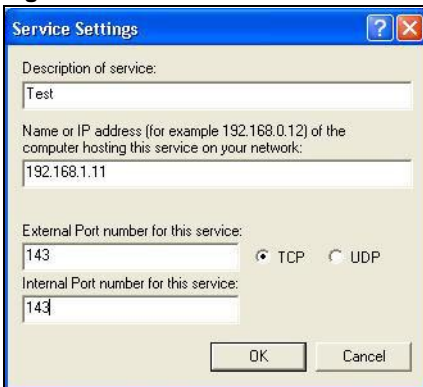 Service Settings
Description of service:
Test
Name or IP address (for example 192.168.0.12) of the
computer hosting this service on your network:
192.168.1.11
External Port number for this service:
143
TCP
UDP
Internal Port number for this service:
143
OK
Cancel